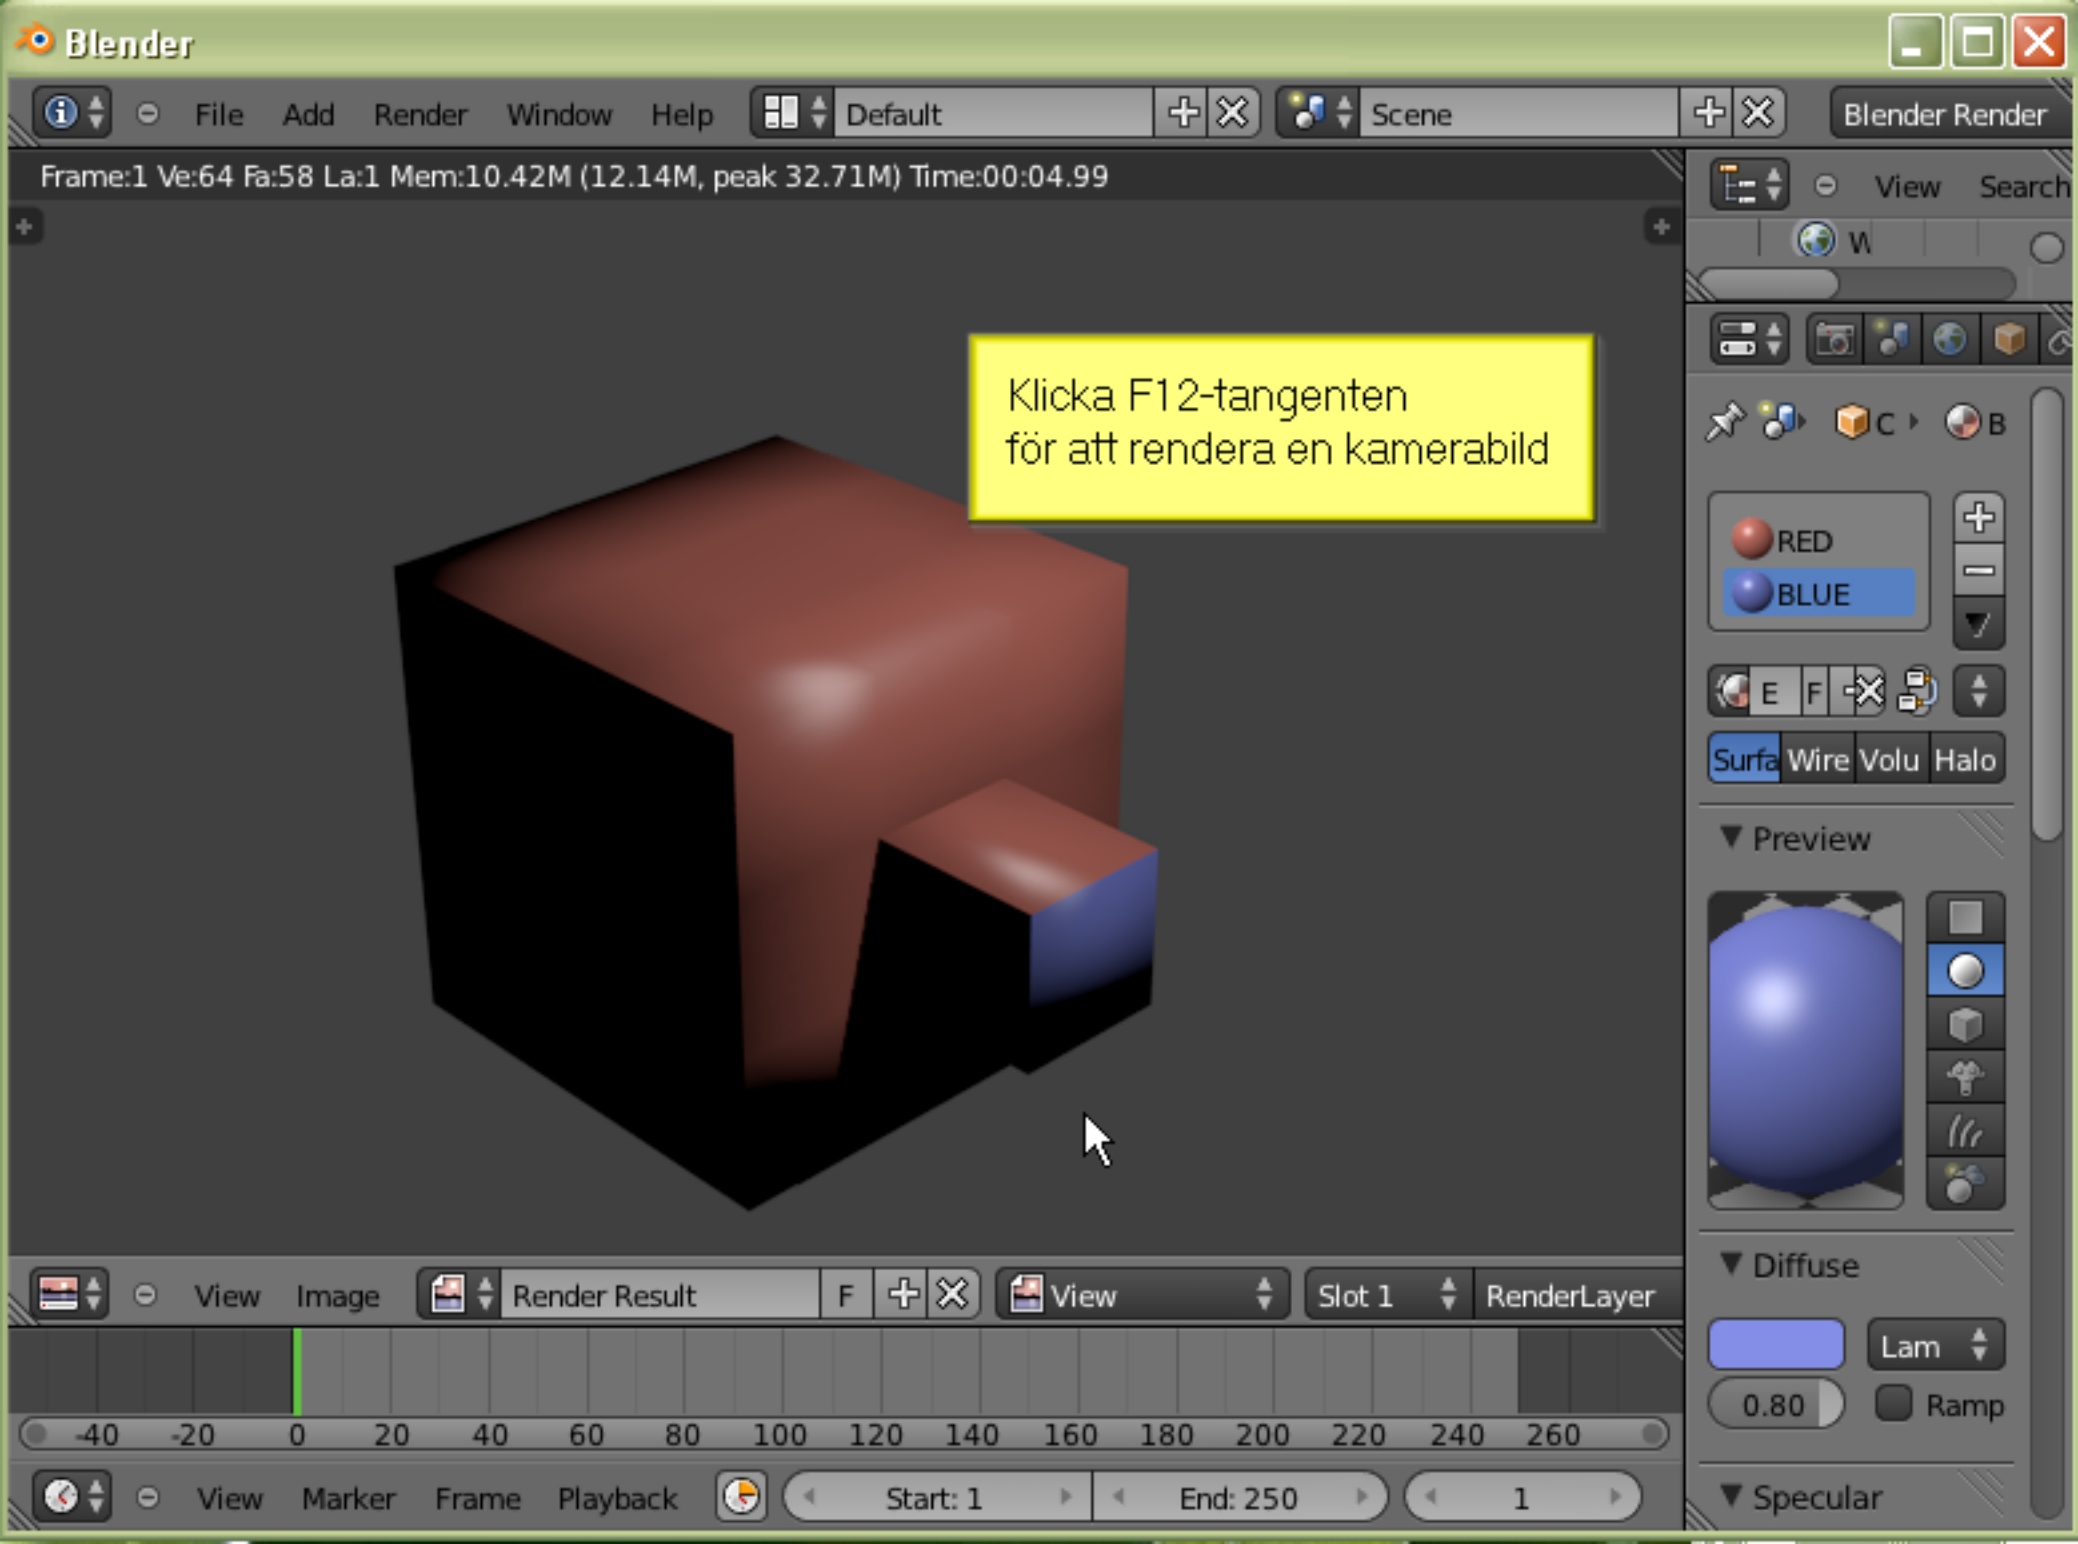 Blender
File Add Render Window Help Default Scene Blender Render
Frame:1 Ve:64 Fa:58 La:1 Mem:10.42M (12.14M, peak 32.71M) Time:00:04.99
View Search
W
Klicka F12-tangenten
för att rendera en kamerabild
C B
RED
BLUE
E F
Surfa Wire Volu Halo
Preview
Diffuse
Lam
0.80 Ramp
Specular
View Image Render Result F View Slot 1 RenderLayer
-40 -20 0 20 40 60 80 100 120 140 160 180 200 220 240 260
View Marker Frame Playback Start: 1 End: 250 1